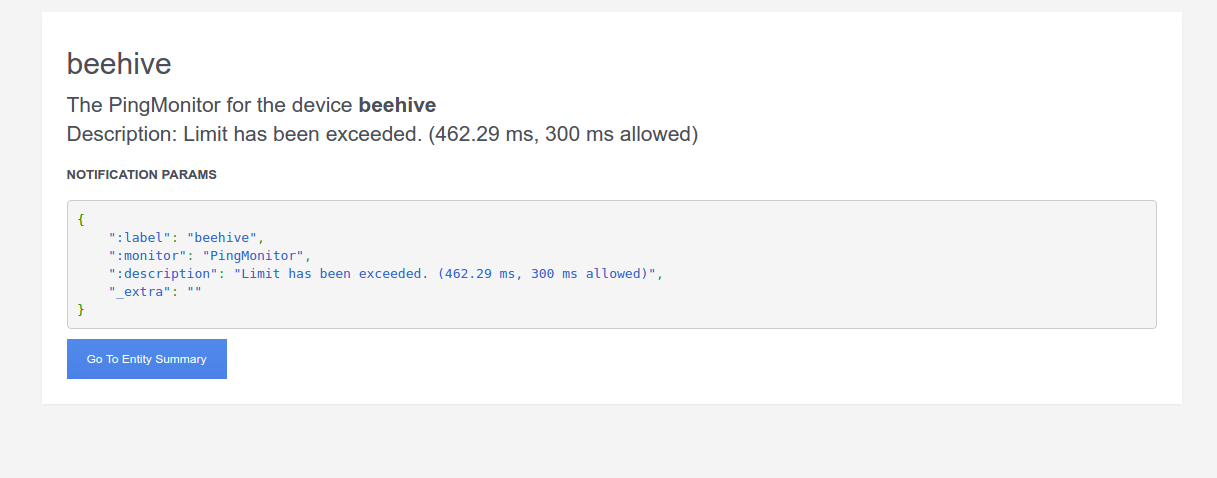 beehive
The PingMonitor for the device beehive
Description: Limit has been exceeded. (462.29 ms, 300 ms allowed)
NOTIFICATION PARAMS
{
    ":label": "beehive",
    ":monitor": "PingMonitor",
    ":description": "Limit has been exceeded. (462.29 ms, 300 ms allowed)",
    "_extra": ""
}
Go To Entity Summary